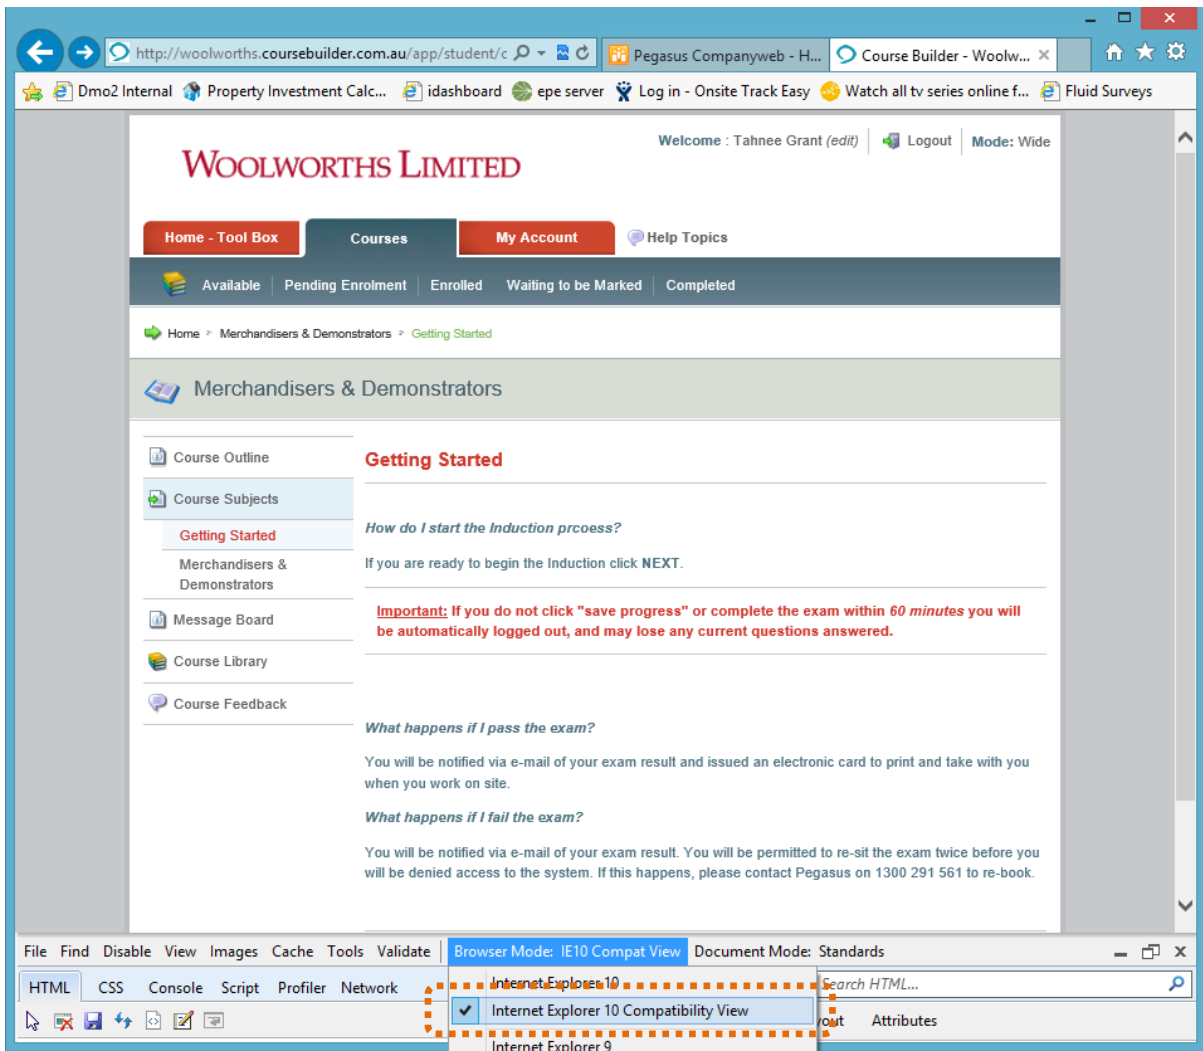 http://woolworths.coursebuilder.com.au/app/student/c
Pegasus Companyweb - H...
Course Builder - Woolw...
Dmo2 Internal
Property Investment Calc...
idashboard
epe server
Log in - Onsite Track Easy
Watch all tv series online f...
Fluid Surveys
WOOLWORTHS LIMITED
Welcome : Tahnee Grant (edit)
Logout
Mode: Wide
Home - Tool Box
Courses
My Account
Help Topics
Available
Pending Enrolment
Enrolled
Waiting to be Marked
Completed
Home
Merchandisers & Demonstrators
Getting Started
Merchandisers & Demonstrators
Course Outline
Course Subjects
Getting Started
Merchandisers &
Demonstrators
Message Board
Course Library
Course Feedback
Getting Started
How do I start the Induction prcoess?
If you are ready to begin the Induction click NEXT.
Important: If you do not click "save progress" or complete the exam within 60 minutes you will
be automatically logged out, and may lose any current questions answered.
What happens if I pass the exam?
You will be notified via e-mail of your exam result and issued an electronic card to print and take with you
when you work on site.
What happens if I fail the exam?
You will be notified via e-mail of your exam result. You will be permitted to re-sit the exam twice before you
will be denied access to the system. If this happens, please contact Pegasus on 1300 291 561 to re-book.
File Find Disable View Images Cache Tools Validate
Browser Mode: IE10 Compat View
Document Mode: Standards
HTML CSS Console Script Profiler Network
Search HTML...
Internet Explorer 10
Internet Explorer 10 Compatibility View
Internet Explorer 9
Attributes